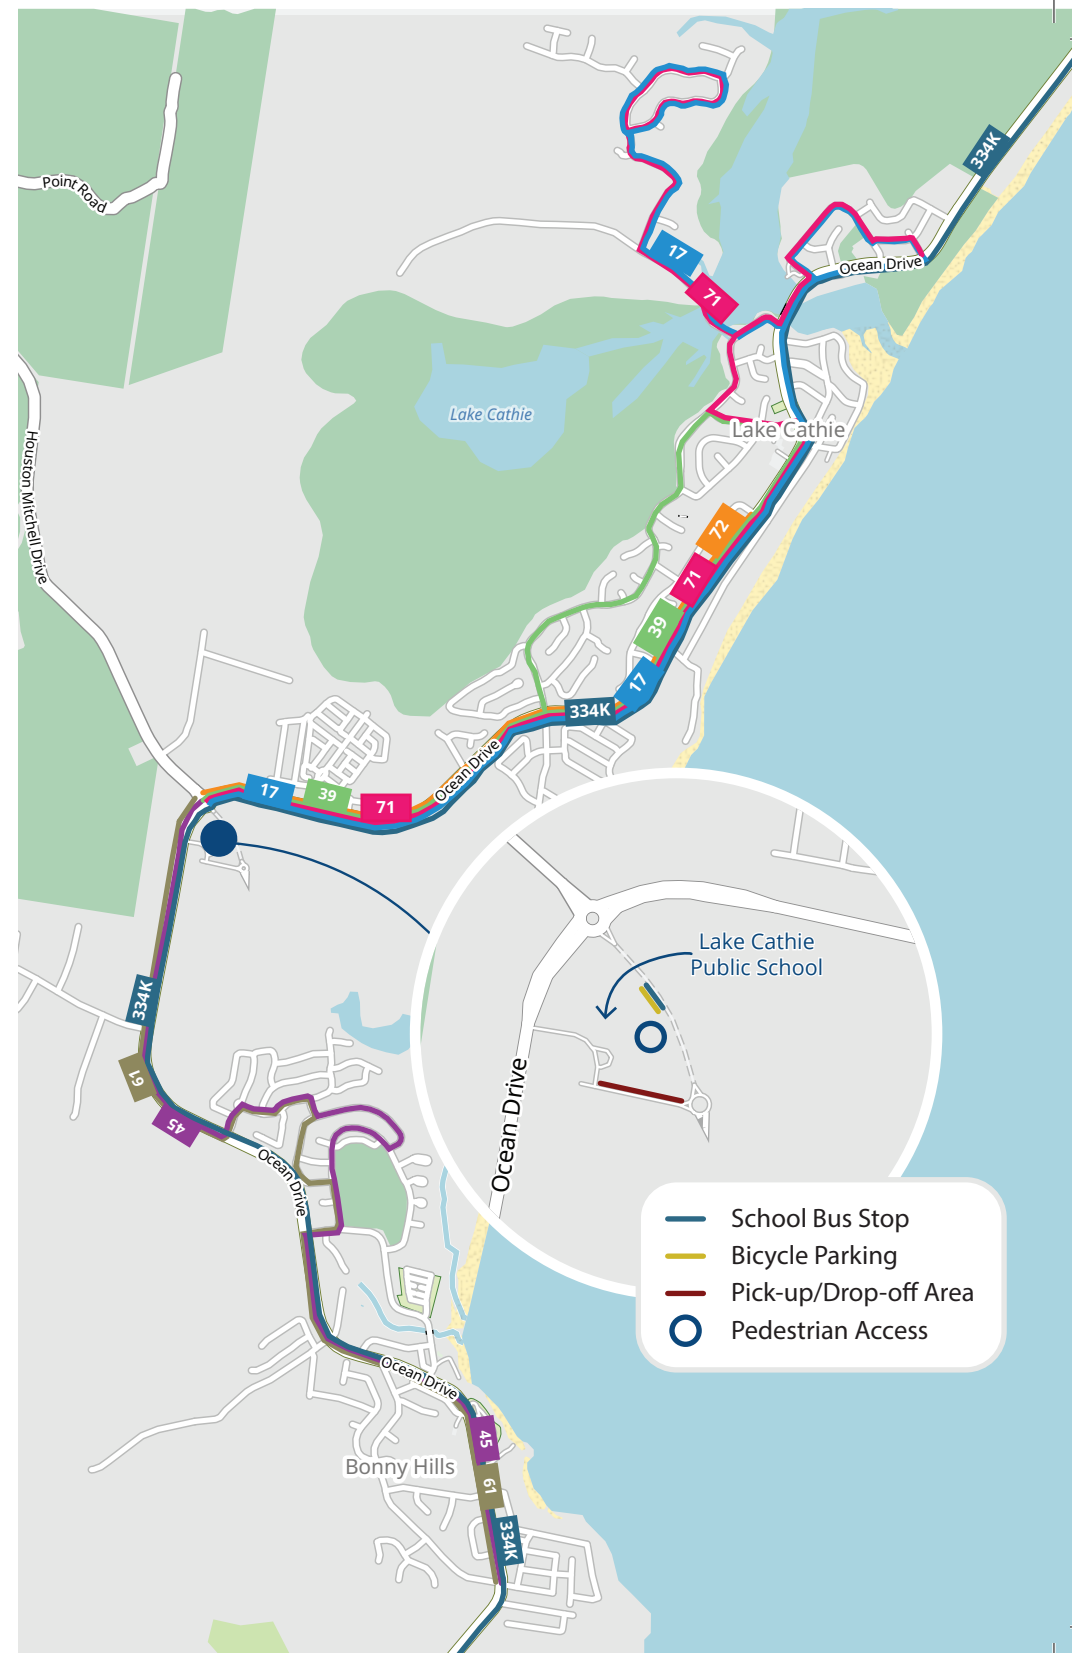 334K
Point Road
17
Ocean Drive
71
Lake Cathie
Lake Cathie
Houston Mitchell Drive
72
71
39
17
334K
Ocean Drive
17
39
71
Lake Cathie
Public School
334K
61
45
Ocean Drive
Ocean Drive
School Bus Stop
Bicycle Parking
Pick-up/Drop-off Area
Pedestrian Access
Ocean Drive
45
Bonny Hills
61
334K